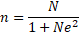 n = N / (1 + Ne²)